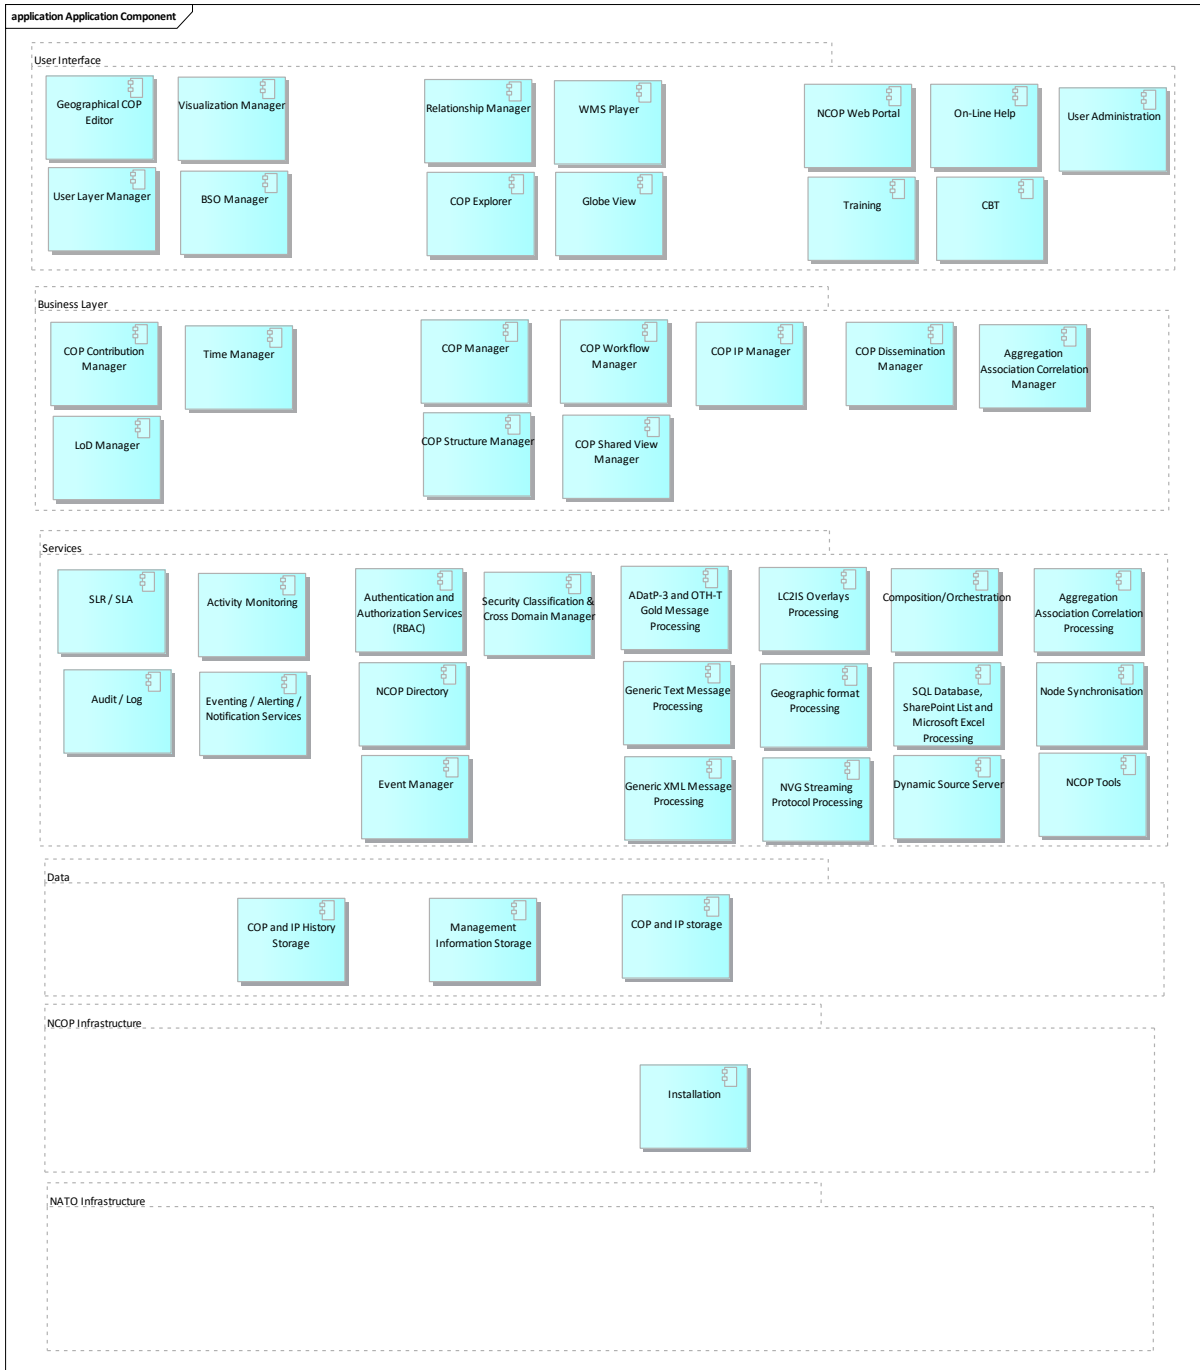 application Application Component
User Interface
Geographical COP
Editor
Visualization Manager
Relationship Manager
WMS Player
NCOP Web Portal
On-Line Help
User Administration
User Layer Manager
BSO Manager
COP Explorer
Globe View
Training
CBT
Business Layer
COP Contribution
Manager
Time Manager
COP Manager
COP Workflow
Manager
COP IP Manager
COP Dissemination
Manager
Aggregation
Association Correlation
Manager
LoD Manager
COP Structure Manager
COP Shared View
Manager
Services
SLR / SLA
Activity Monitoring
Authentication and
Authorization Services
(RBAC)
Security Classification &
Cross Domain Manager
ADatP-3 and OTH-T
Gold Message
Processing
LC2IS Overlays
Processing
Composition/Orchestration
Aggregation
Association Correlation
Processing
Audit / Log
Eventing / Alerting /
Notification Services
NCOP Directory
Generic Text Message
Processing
Geographic format
Processing
SQL Database,
SharePoint List and
Microsoft Excel
Processing
Node Synchronisation
Event Manager
Generic XML Message
Processing
NVG Streaming
Protocol Processing
Dynamic Source Server
NCOP Tools
Data
COP and IP History
Storage
Management
Information Storage
COP and IP storage
NCOP Infrastructure
Installation
NATO Infrastructure